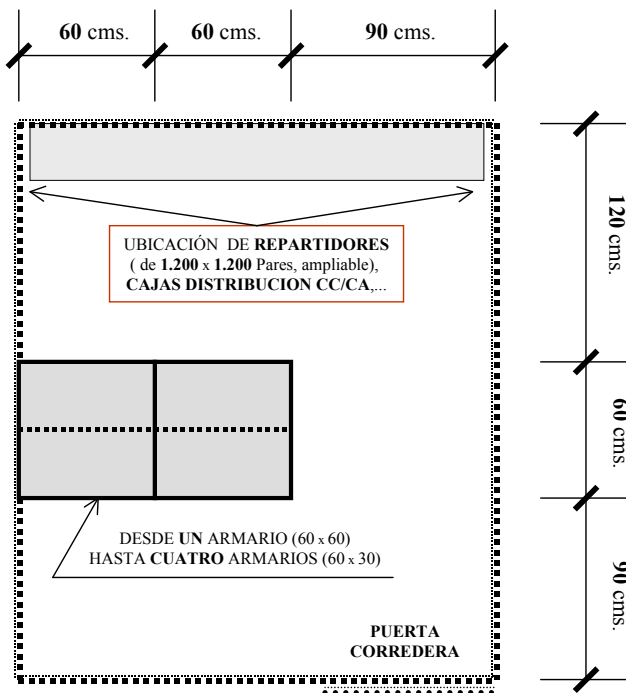 60 cms.
60 cms.
90 cms.
UBICACIÓN DE REPARTIDORES
( de 1.200 x 1.200 Pares, ampliable),
CAJAS DISTRIBUCION CC/CA,...
120 cms.
60 cms.
90 cms.
DESDE UN ARMARIO (60 x 60)
HASTA CUATRO ARMARIOS (60 x 30)
PUERTA
CORREDERA